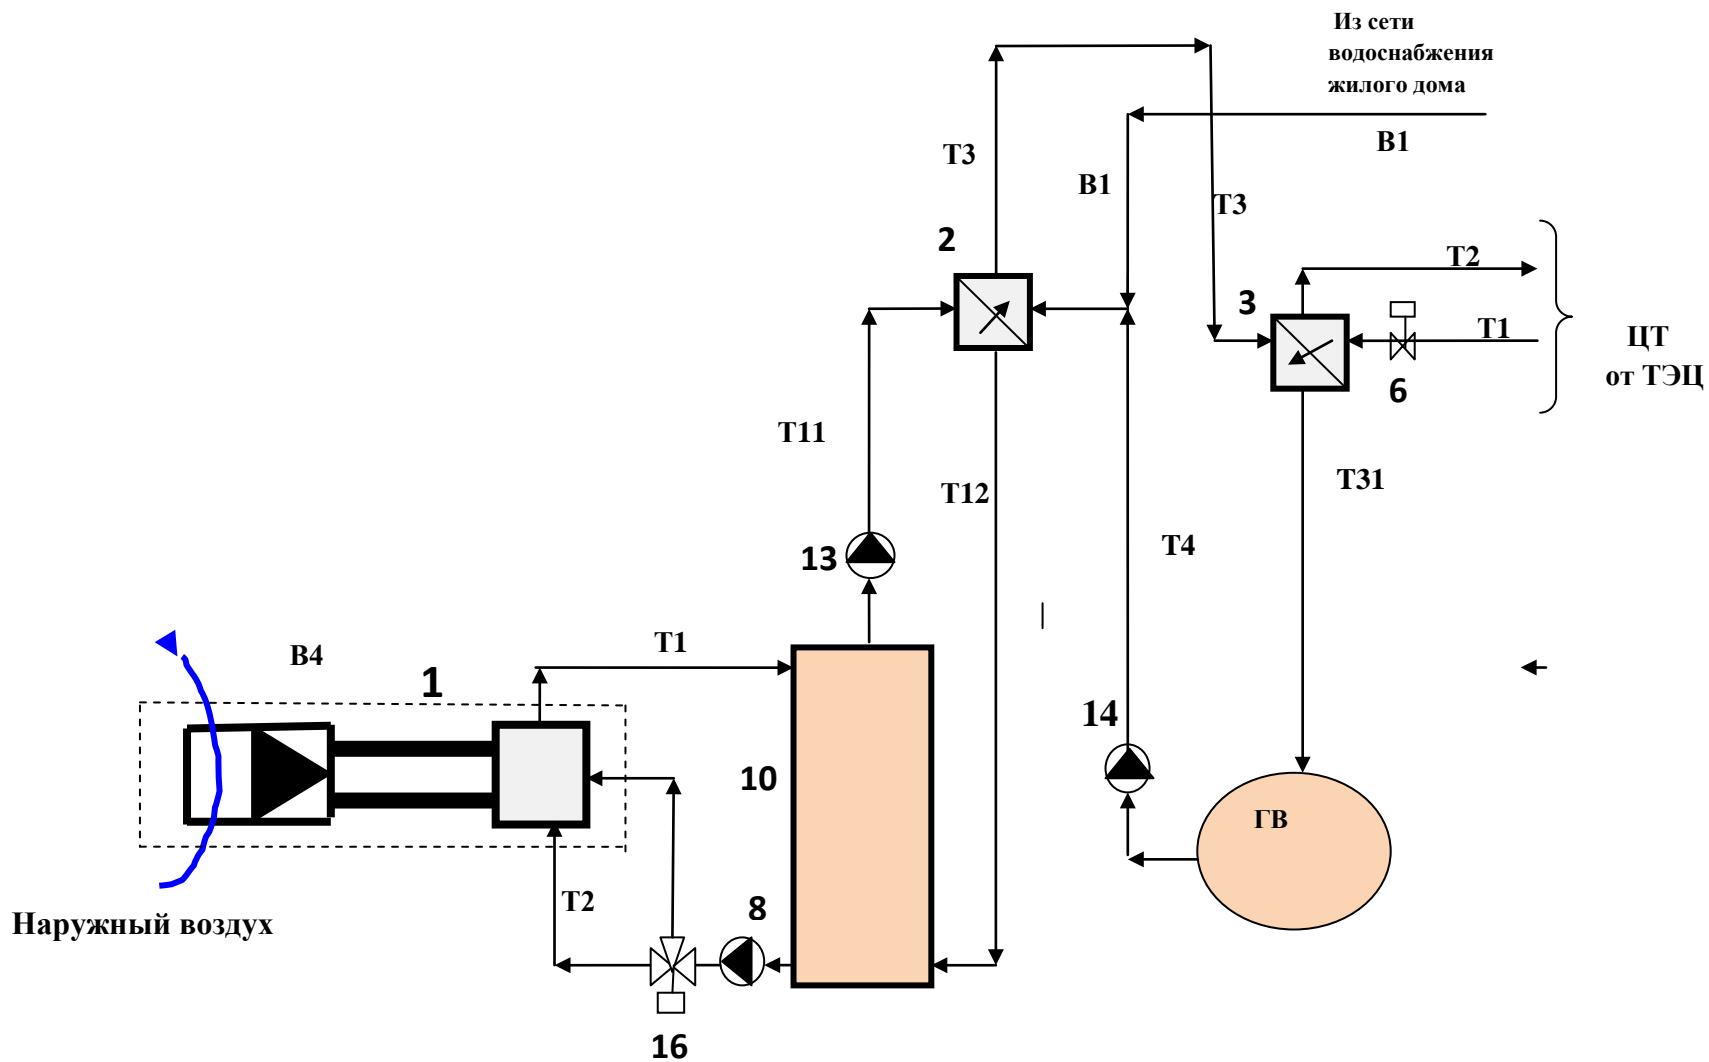 Из сети
водоснабжения
жилого дома
В1
Т3
В1
Т3
2
Т2
3
Т1
ЦТ
от ТЭЦ
6
Т11
Т31
Т12
13
Т4
Т1
В4
1
14
10
ГВ
Т2
8
Наружный воздух
16